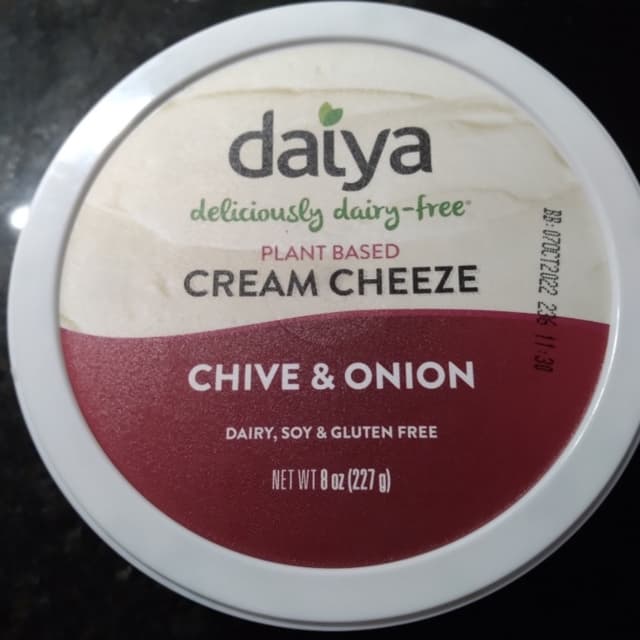 daiya
deliciously dairy-free
PLANT BASED
CREAM CHEEZE
CHIVE & ONION
DAIRY, SOY & GLUTEN FREE
NET WT 8 oz (227 g)
BB:07OCT2022 236 11:30